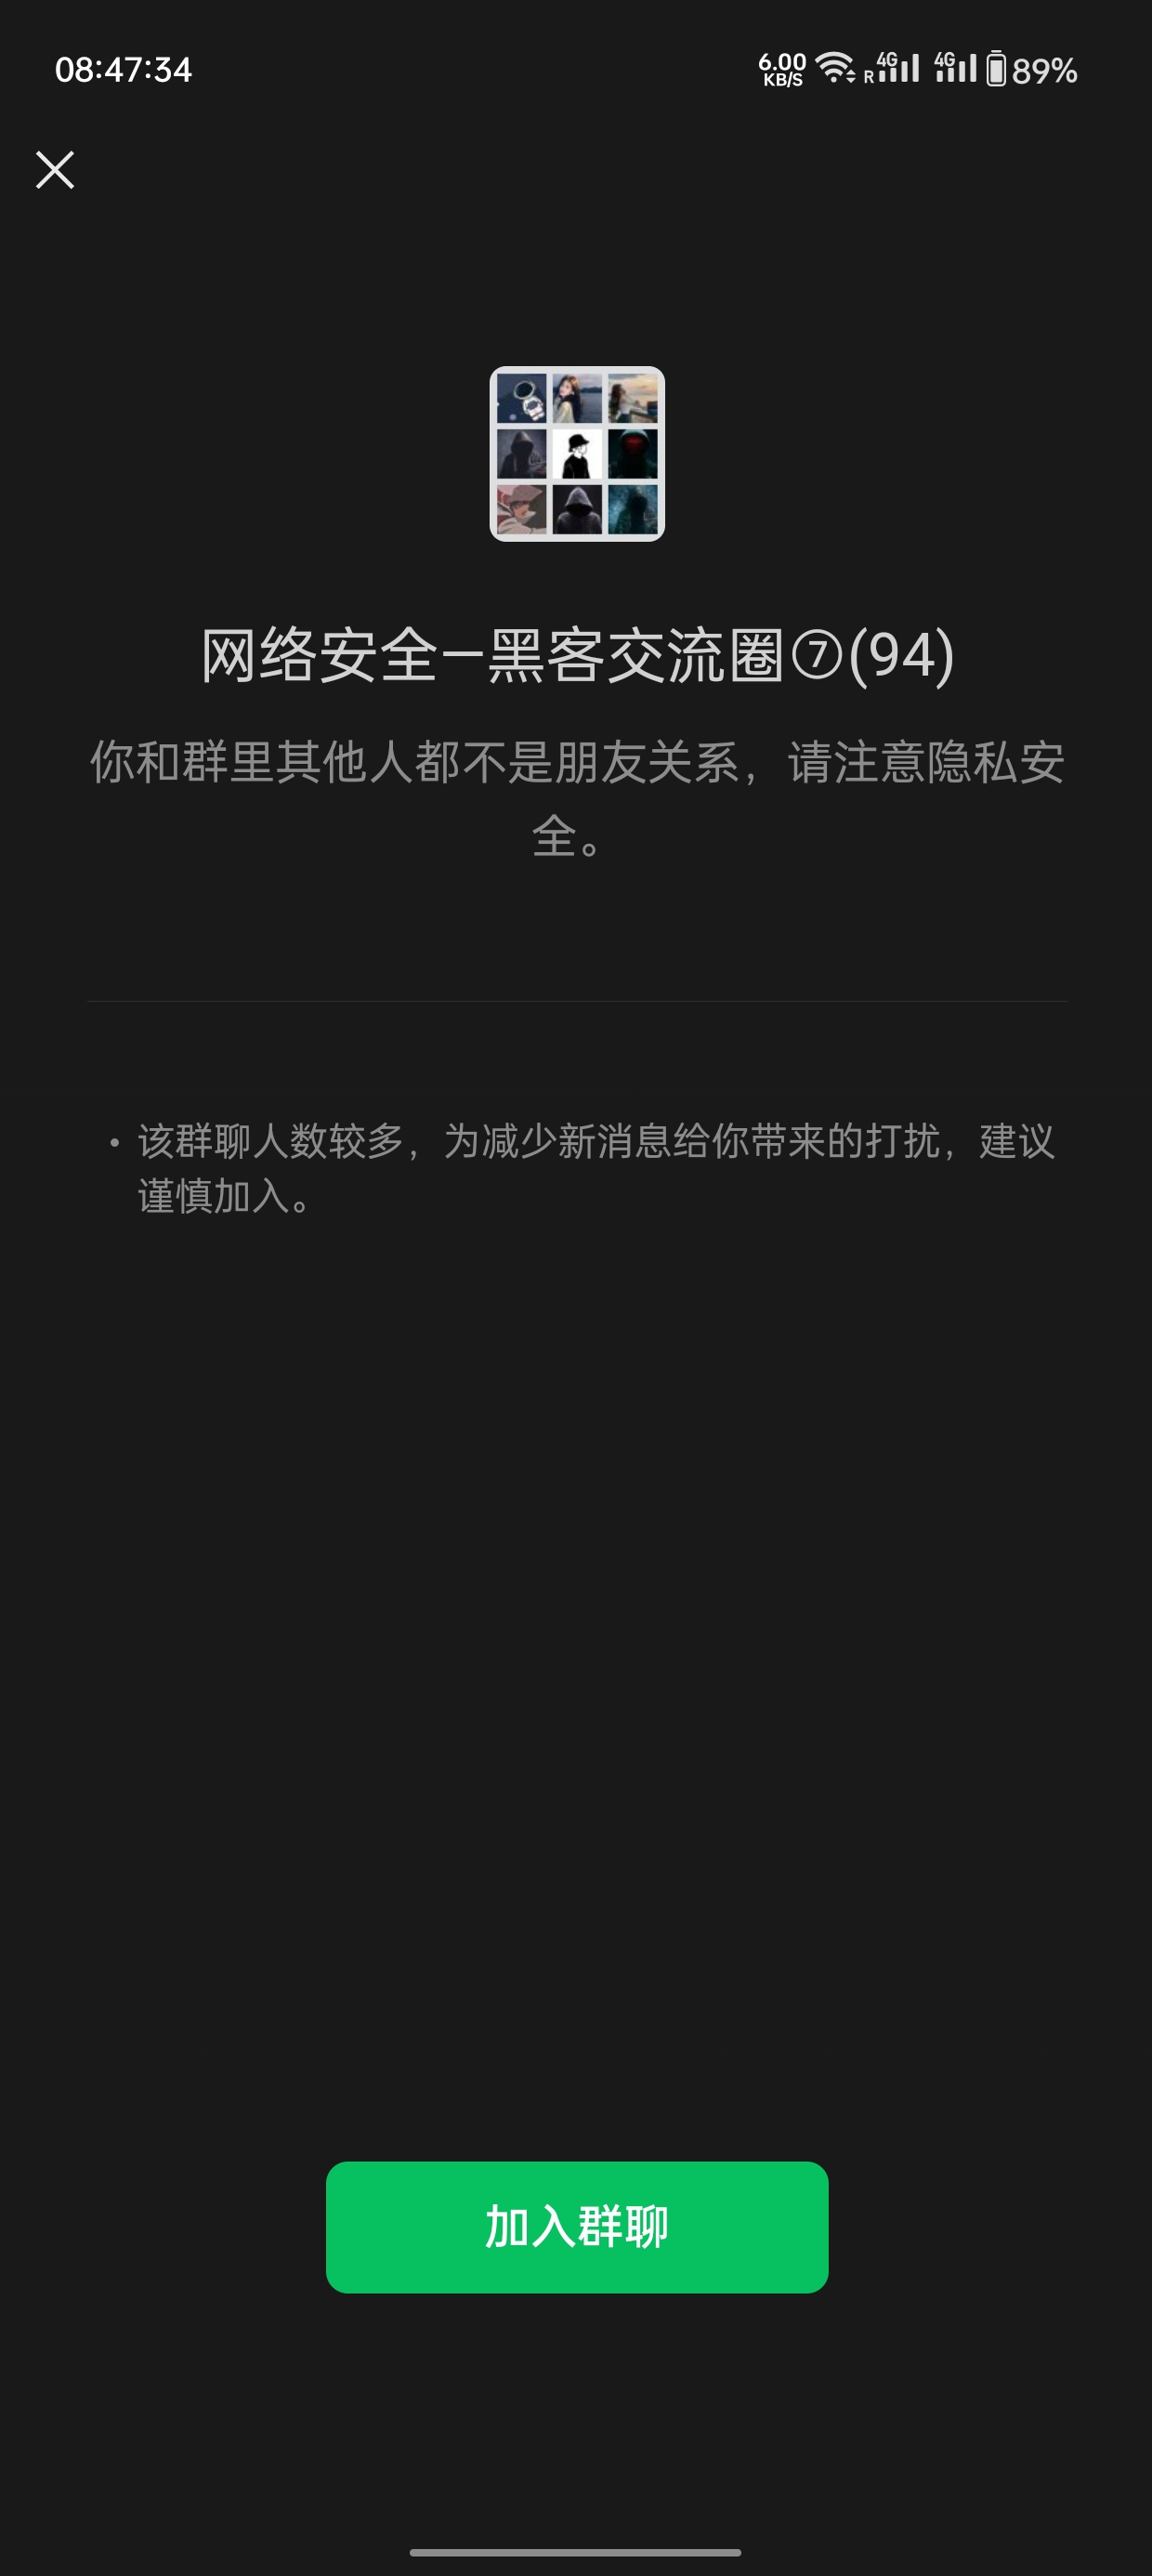 08:47:34
6.00
KB/S
R
4G
4G
89%
网络安全—黑客交流圈⑦(94)
你和群里其他人都不是朋友关系，请注意隐私安
全。
• 该群聊人数较多，为减少新消息给你带来的打扰，建议
谨慎加入。
加入群聊